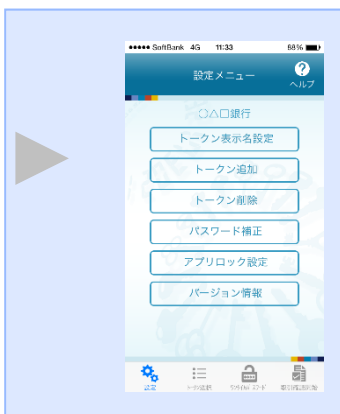 SoftBank 4G 11:33 88%
設定メニュー
ヘルプ
○△□銀行
トークン表示名設定
トークン追加
トークン削除
パスワード補正
アプリロック設定
バージョン情報
設定